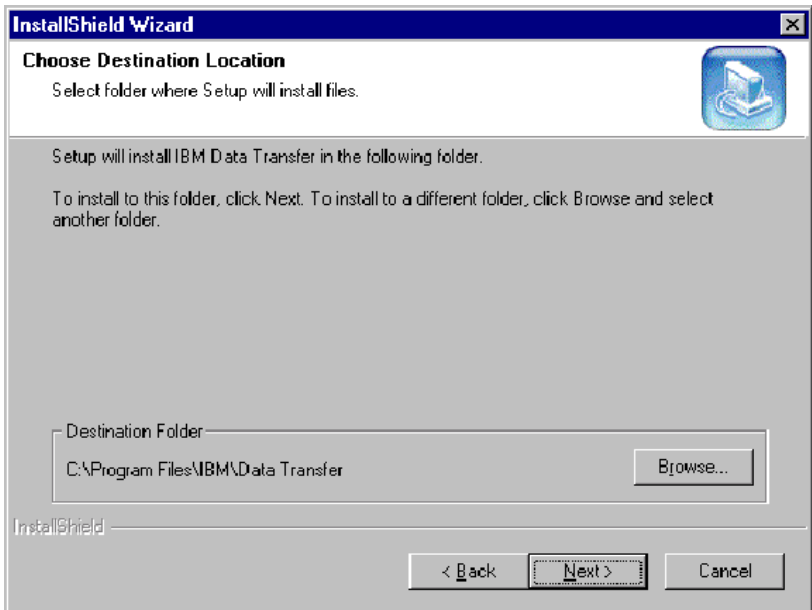 InstallShield Wizard
Choose Destination Location
Select folder where Setup will install files.
Setup will install IBM Data Transfer in the following folder.
To install to this folder, click Next. To install to a different folder, click Browse and select
another folder.
Destination Folder
C:\Program Files\IBM\Data Transfer
Browse...
InstallShield
< Back
Next >
Cancel